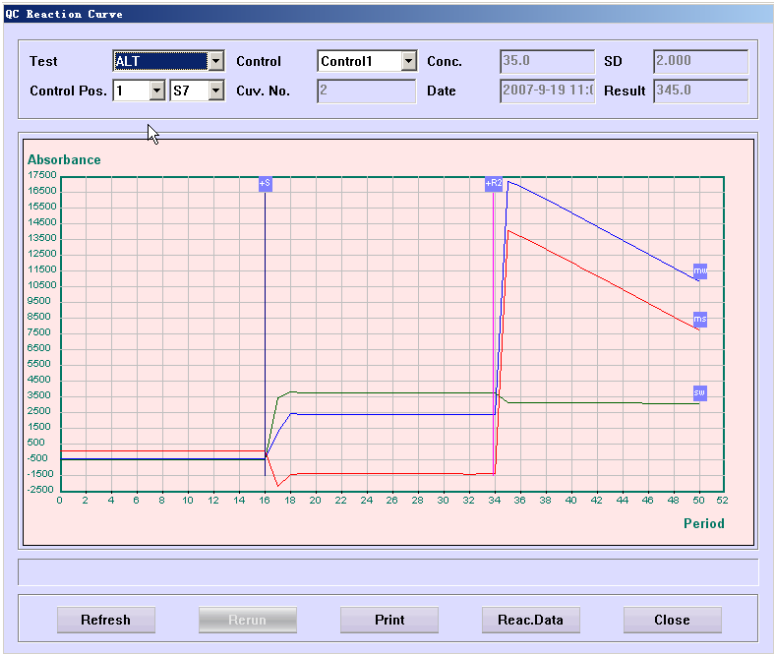 QC Reaction Curve
Test ALT Control Control1 Conc. 35.0 SD 2.000
Control Pos. 1 S7 Cuv. No. 2 Date 2007-9-19 11:( Result 345.0
Absorbance
17500
+S +R2
16500
15500
14500
13500
12500
11500
mw
10500
9500
8500
ms
7500
6500
5500
4500
3500
sw
2500
1500
500
-500
-1500
-2500
0 2 4 6 8 10 12 14 16 18 20 22 24 26 28 30 32 34 36 38 40 42 44 46 48 50 52
Period
Refresh Rerun Print Reac.Data Close